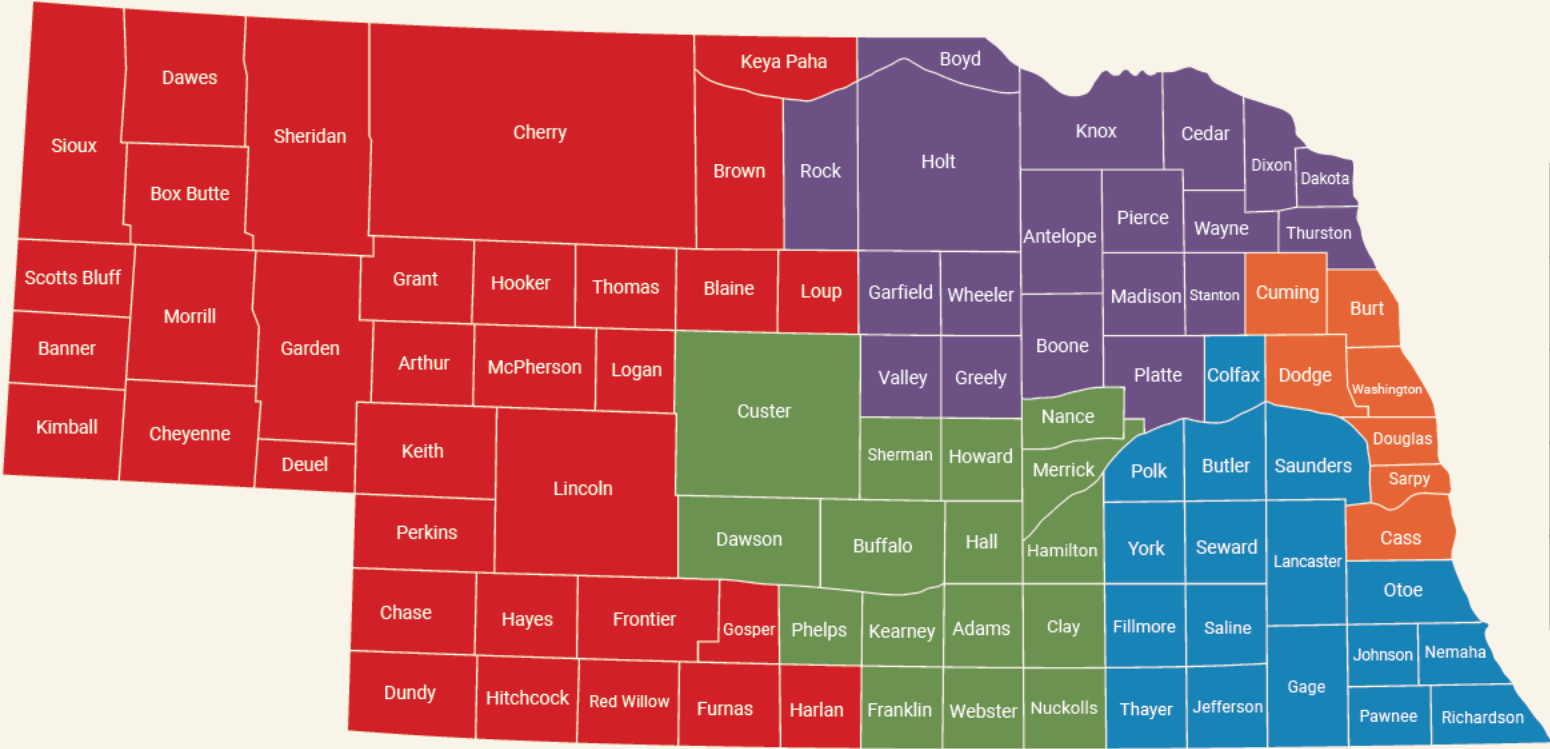 Boyd
Keya Paha
Dawes
Knox
Cherry
Cedar
Sheridan
Sioux
Holt
Dixon
Brown
Rock
Dakota
Box Butte
Pierce
Wayne
Thurston
Antelope
Scotts Bluff
Grant
Hooker
Thomas
Blaine
Loup
Garfield
Wheeler
Madison
Stanton
Cuming
Burt
Morrill
Banner
Garden
Arthur
McPherson
Logan
Valley
Greely
Boone
Platte
Colfax
Dodge
Washington
Custer
Nance
Kimball
Cheyenne
Douglas
Keith
Sherman
Howard
Deuel
Merrick
Polk
Butler
Saunders
Sarpy
Lincoln
Perkins
Dawson
Buffalo
Hall
Hamilton
York
Seward
Cass
Lancaster
Otoe
Chase
Hayes
Frontier
Gosper
Phelps
Kearney
Adams
Clay
Fillmore
Saline
Johnson
Nemaha
Dundy
Hitchcock
Red Willow
Furnas
Harlan
Franklin
Webster
Nuckolls
Thayer
Jefferson
Gage
Pawnee
Richardson